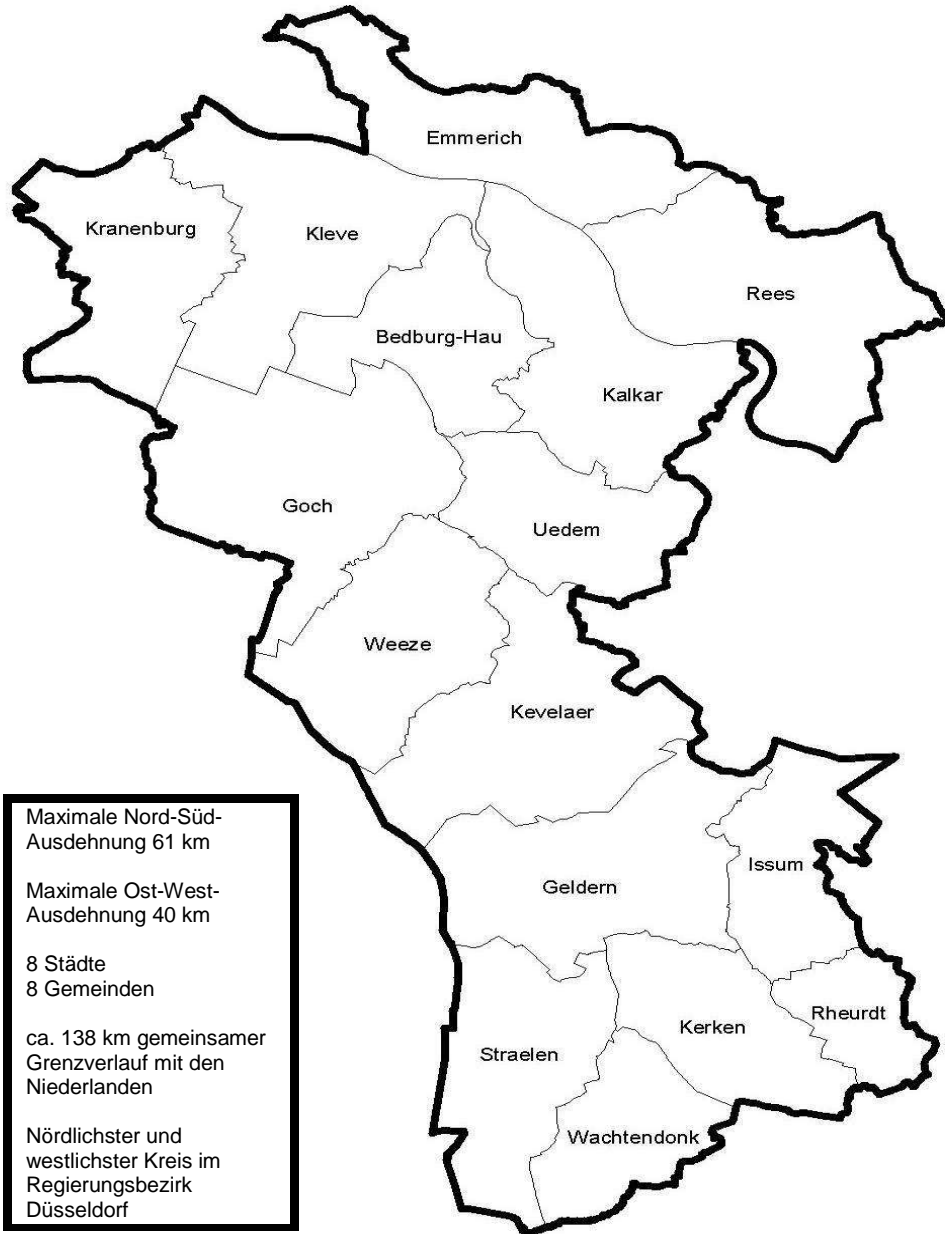 Emmerich
Kranenburg
Kleve
Rees
Bedburg-Hau
Kalkar
Goch
Uedem
Weeze
Kevelaer
Issum
Geldern
Rheurdt
Kerken
Straelen
Wachtendonk
Maximale Nord-Süd-
Ausdehnung 61 km
Maximale Ost-West-
Ausdehnung 40 km
8 Städte
8 Gemeinden
ca. 138 km gemeinsamer
Grenzverlauf mit den
Niederlanden
Nördlichster und
westlichster Kreis im
Regierungsbezirk
Düsseldorf